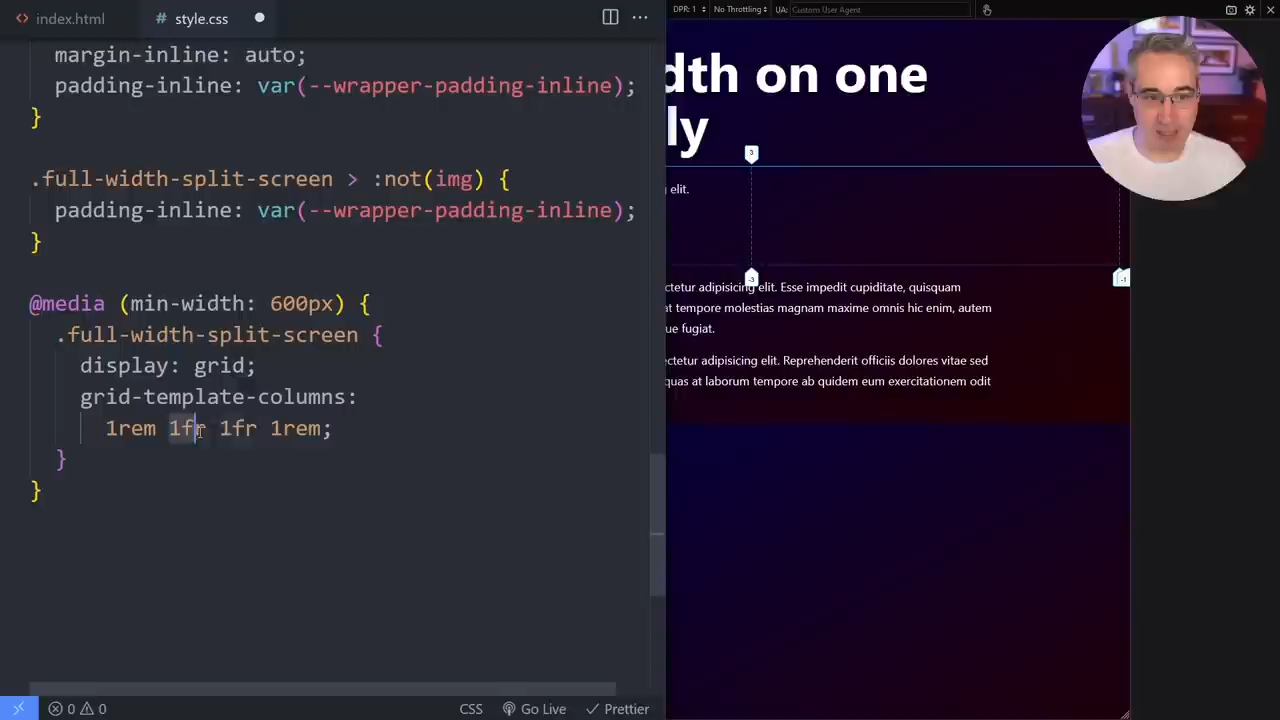 index.html
style.css
margin-inline: auto;
padding-inline: var(--wrapper-padding-inline);
}
.full-width-split-screen > :not(img) {
padding-inline: var(--wrapper-padding-inline);
}
@media (min-width: 600px) {
.full-width-split-screen {
display: grid;
grid-template-columns:
1rem 1fr 1fr 1rem;
}
}
0 0
CSS
Go Live
Prettier
DPR: 1
No Throttling
UA:
Custom User Agent
dth on one
ly
3
g elit.
-3
-1
ctetur adipisicing elit. Esse impedit cupiditate, quisquam
at tempore molestias magnam maxime omnis hic enim, autem
ue fugiat.
ectetur adipisicing elit. Reprehenderit officiis dolores vitae sed
quas at laborum tempore ab quidem eum exercitationem odit